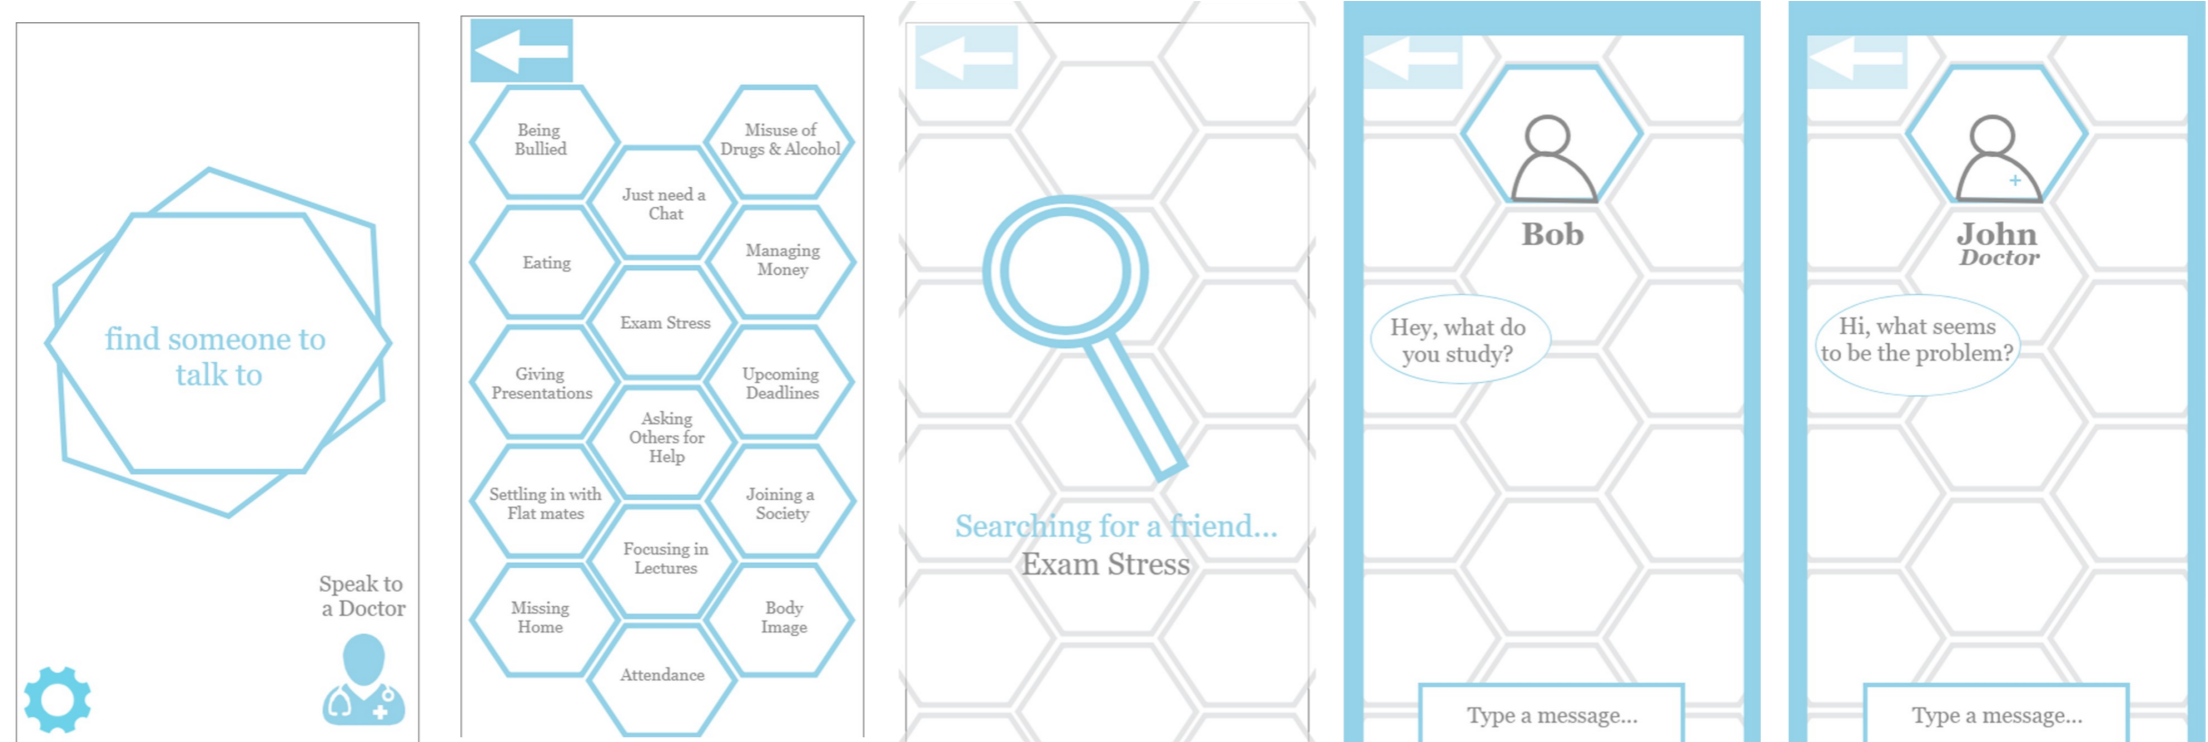 find someone to
talk to
Speak to
a Doctor
Being
Bullied
Misuse of
Drugs & Alcohol
Just need a
Chat
Eating
Managing
Money
Exam Stress
Giving
Presentations
Upcoming
Deadlines
Asking
Others for
Help
Settling in with
Flat mates
Joining a
Society
Focusing in
Lectures
Missing
Home
Body
Image
Attendance
Searching for a friend...
Exam Stress
Bob
Hey, what do
you study?
Type a message...
John
Doctor
Hi, what seems
to be the problem?
Type a message...